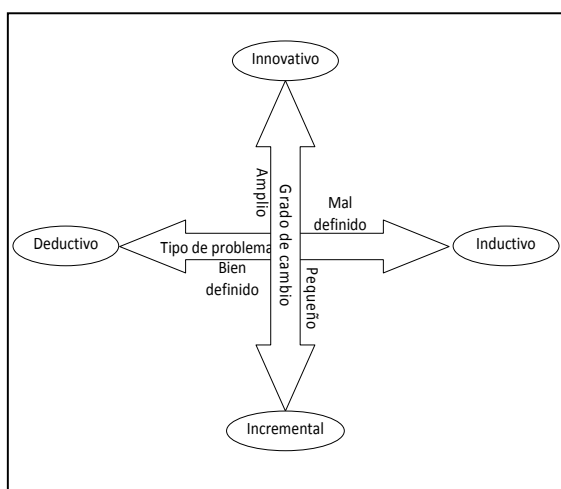 Innovativo
Amplio
Grado de cambio
Mal
definido
Deductivo
Tipo de problema
Inductivo
Bien
definido
Pequeño
Incremental